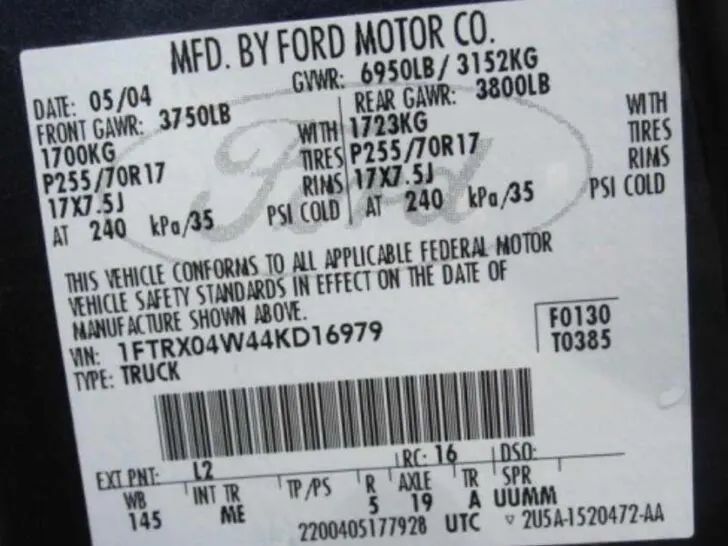 MFD. BY FORD MOTOR CO.
DATE: 05/04 GVWR: 6950LB/ 3152KG
FRONT GAWR: 3750LB REAR GAWR: 3800LB
1700KG WITH 1723KG WITH
P255/70R17 TIRES P255/70R17 TIRES
17X7.5J RIMS 17X7.5J RIMS
AT 240 kPa/35 PSI COLD AT 240 kPa/35 PSI COLD
Ford
THIS VEHICLE CONFORMS TO ALL APPLICABLE FEDERAL MOTOR
VEHICLE SAFETY STANDARDS IN EFFECT ON THE DATE OF
MANUFACTURE SHOWN ABOVE.
VIN: 1FTRX04W44KD16979
TYPE: TRUCK
F0130
T0385
EXT PNT: L2 RC: 16 DSO:
WB INT TR TP/PS R AXLE TR SPR
145 ME 5 19 A UUMM
2200405177928 UTC ▽ 2U5A-1520472-AA